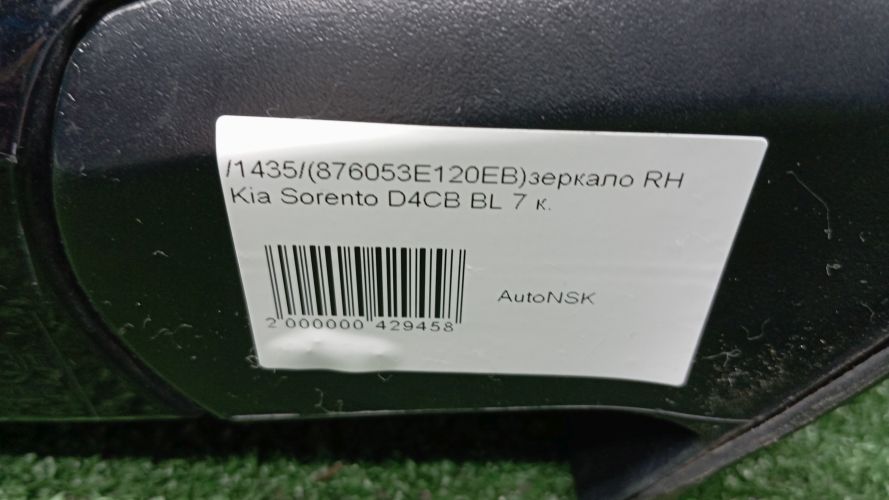 /1435/(876053E120EB)зеркало RH
Kia Sorento D4CB BL 7 к.
AutoNSK
2 000000 429458